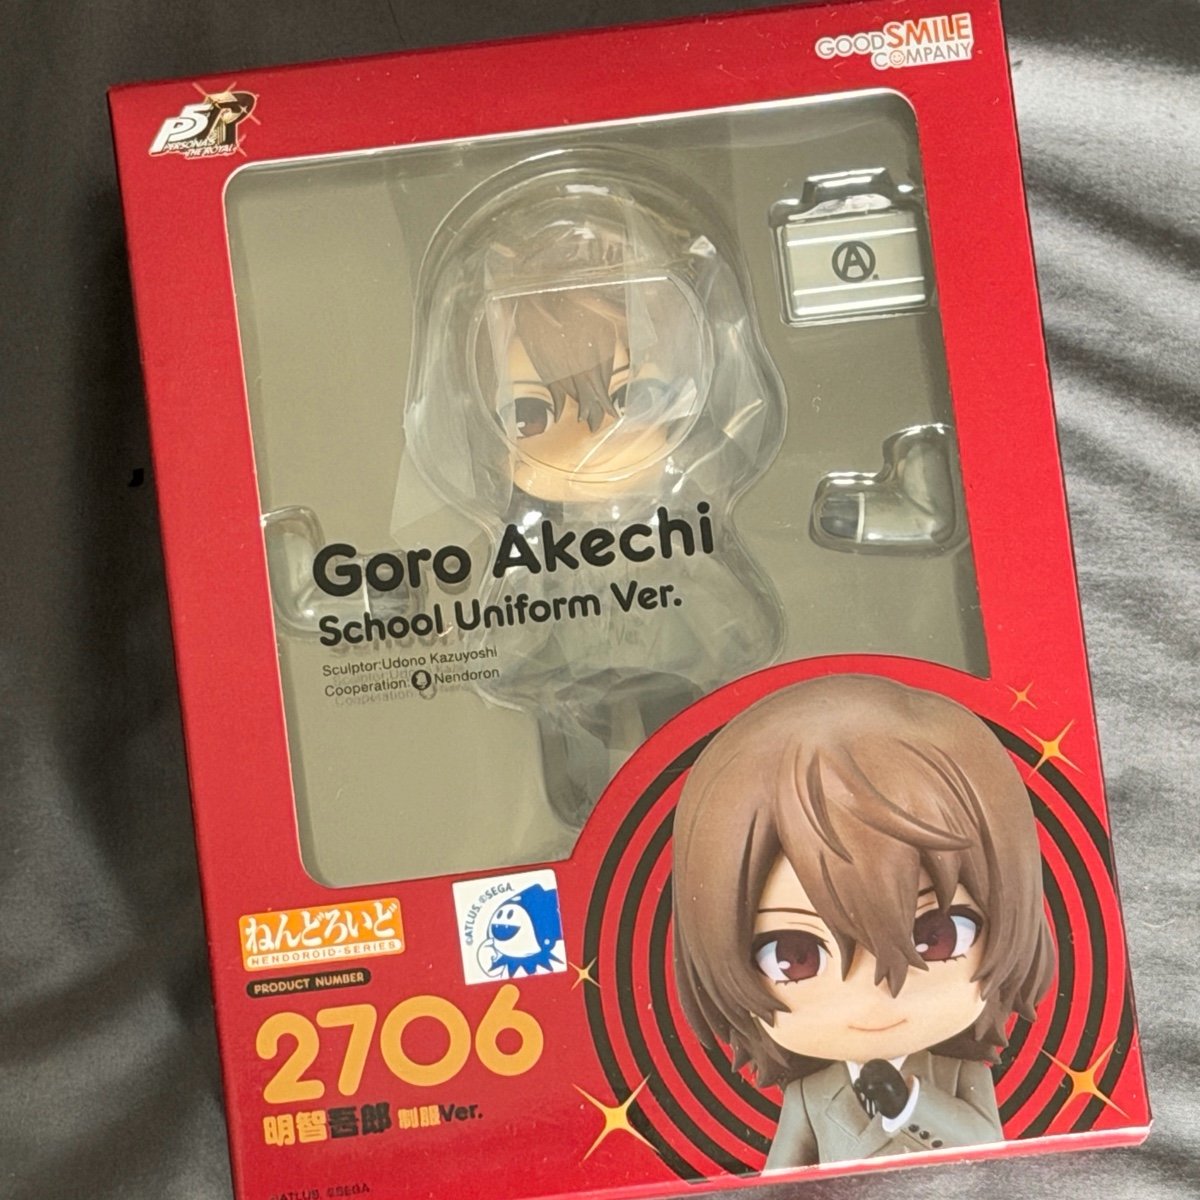 GOOD SMILE
COMPANY
P5R
PERSONA5
THE ROYAL
A
Goro Akechi
School Uniform Ver.
Sculptor:Udono Kazuyoshi
Cooperation: Nendoron
©ATLUS. ©SEGA.
ねんどろいど
NENDOROID·SERIES
PRODUCT NUMBER
2706
明智吾郎 制服Ver.
©ATLUS. ©SEGA.